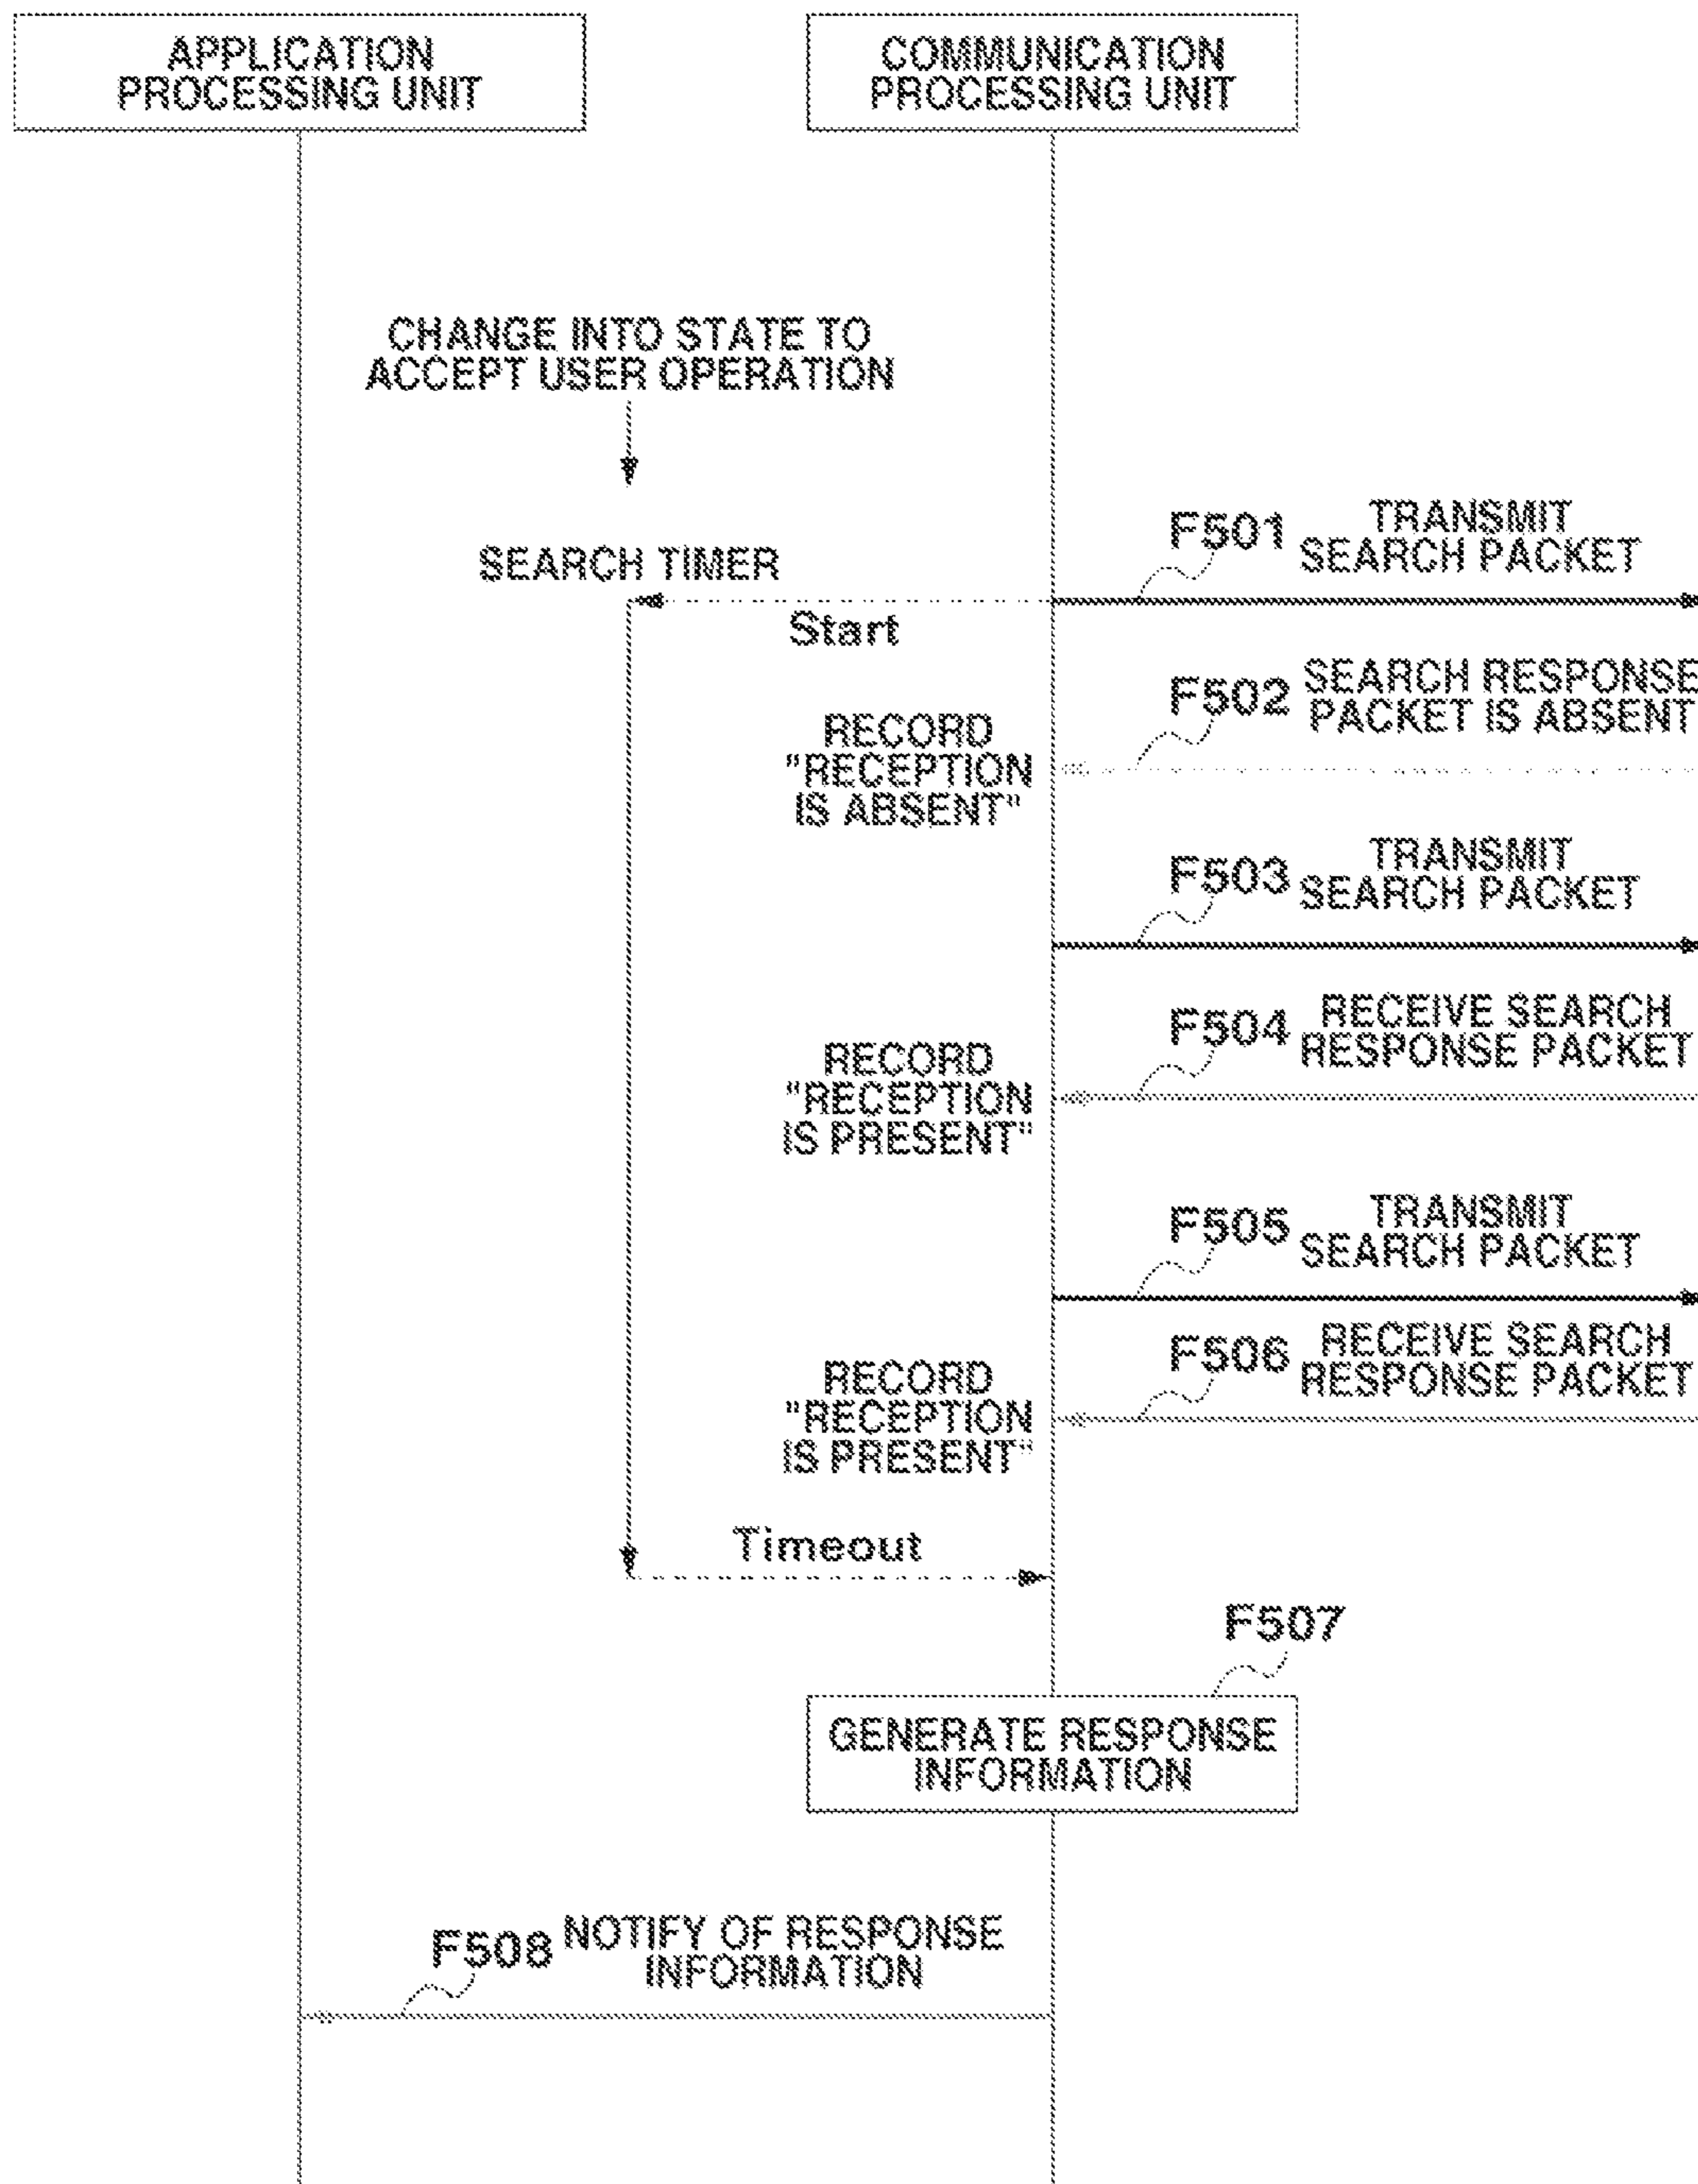 APPLICATION
PROCESSING UNIT
COMMUNICATION
PROCESSING UNIT
CHANGE INTO STATE TO
ACCEPT USER OPERATION
F501
TRANSMIT
SEARCH PACKET
SEARCH TIMER
Start
F502
SEARCH RESPONSE
PACKET IS ABSENT
RECORD
"RECEPTION
IS ABSENT"
F503
TRANSMIT
SEARCH PACKET
F504
RECEIVE SEARCH
RESPONSE PACKET
RECORD
"RECEPTION
IS PRESENT"
F505
TRANSMIT
SEARCH PACKET
F506
RECEIVE SEARCH
RESPONSE PACKET
RECORD
"RECEPTION
IS PRESENT"
Timeout
F507
GENERATE RESPONSE
INFORMATION
F508
NOTIFY OF RESPONSE
INFORMATION